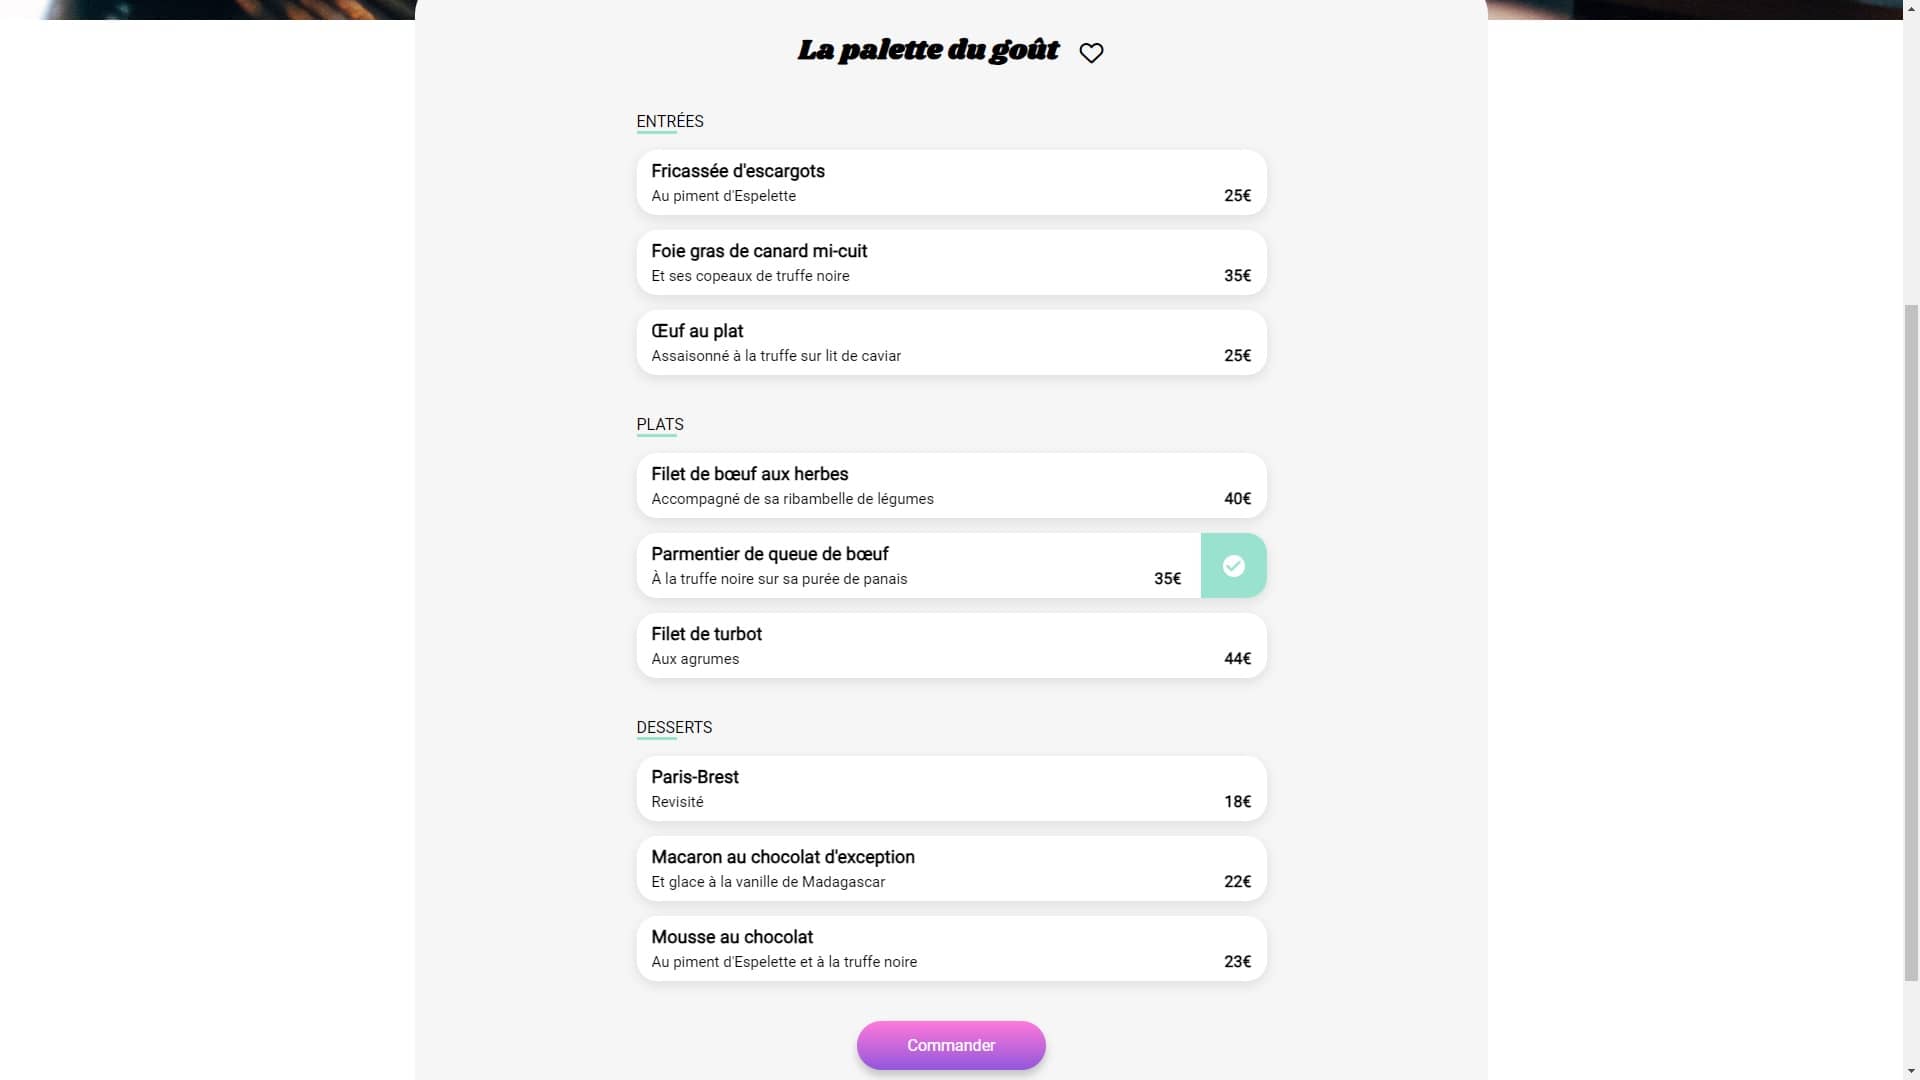 La palette du goût
ENTRÉES
Fricassée d'escargots
Au piment d'Espelette 25€
Foie gras de canard mi-cuit
Et ses copeaux de truffe noire 35€
Œuf au plat
Assaisonné à la truffe sur lit de caviar 25€
PLATS
Filet de bœuf aux herbes
Accompagné de sa ribambelle de légumes 40€
Parmentier de queue de bœuf
À la truffe noire sur sa purée de panais 35€
Filet de turbot
Aux agrumes 44€
DESSERTS
Paris-Brest
Revisité 18€
Macaron au chocolat d'exception
Et glace à la vanille de Madagascar 22€
Mousse au chocolat
Au piment d'Espelette et à la truffe noire 23€
Commander